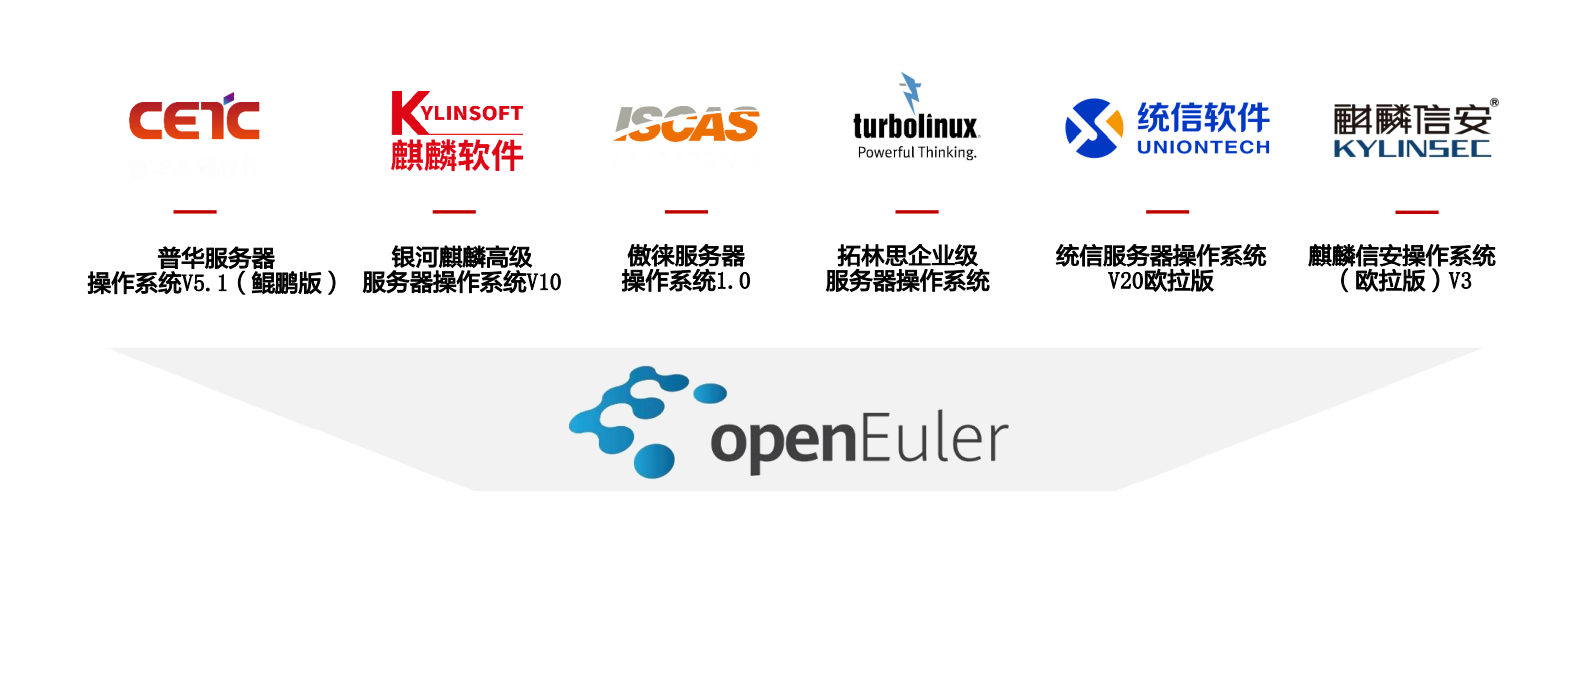 CETC
KYLINSOFT
麒麟软件
ISCAS
turbolinux.
Powerful Thinking.
统信软件
UNIONTECH
麒麟信安®
KYLINSEC
普华服务器
操作系统V5.1（鲲鹏版）
银河麒麟高级
服务器操作系统V10
傲徕服务器
操作系统1.0
拓林思企业级
服务器操作系统
统信服务器操作系统
V20欧拉版
麒麟信安操作系统
（欧拉版）V3
openEuler